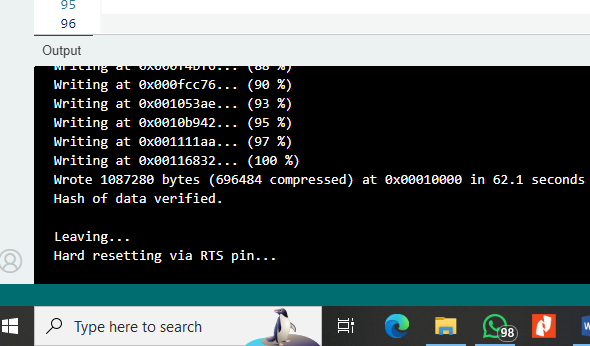 95
96
Output
Writing at 0x000f4bf6... (88 %)
Writing at 0x000fcc76... (90 %)
Writing at 0x001053ae... (93 %)
Writing at 0x0010b942... (95 %)
Writing at 0x001111aa... (97 %)
Writing at 0x00116832... (100 %)
Wrote 1087280 bytes (696484 compressed) at 0x00010000 in 62.1 seconds
Hash of data verified.
Leaving...
Hard resetting via RTS pin...
Type here to search
98
W